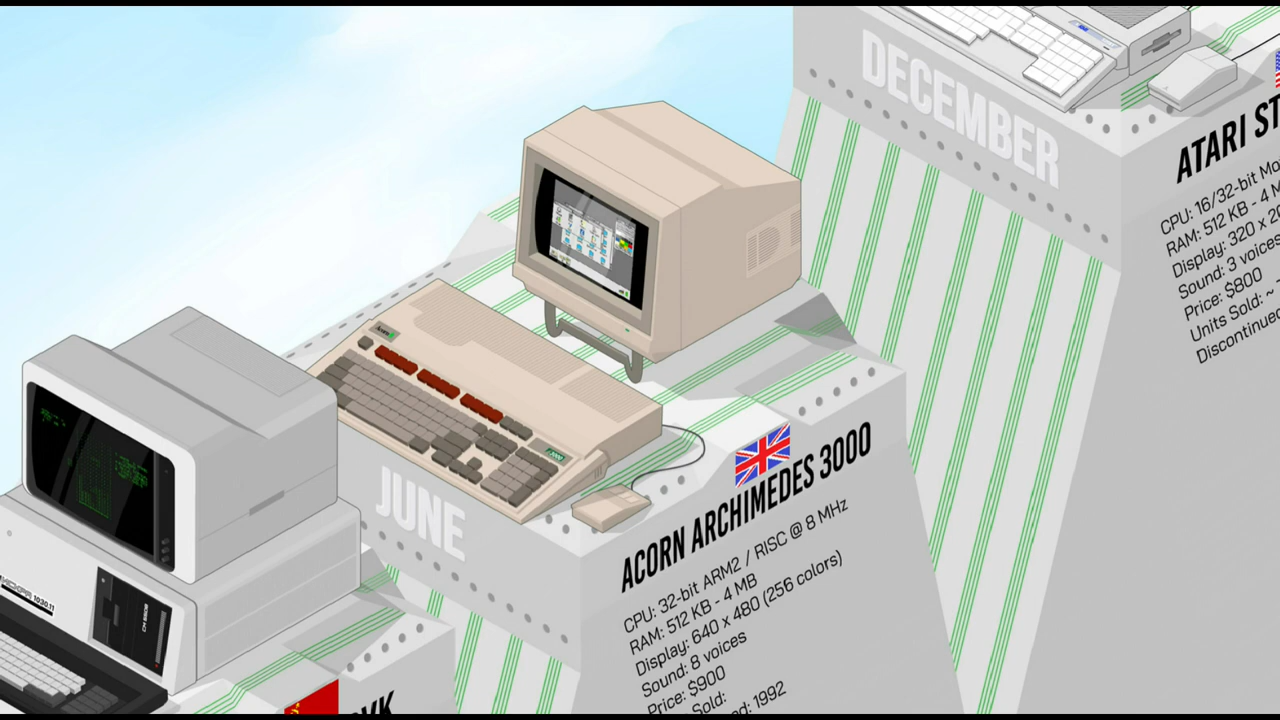 DECEMBER
ATARI ST
CPU: 16/32-bit Mo
RAM: 512 KB - 4 M
Display: 320 x 20
Sound: 3 voices
Price: $800
Units Sold: ~
Discontinued
JUNE
ACORN ARCHIMEDES 3000
CPU: 32-bit ARM2 / RISC @ 8 MHz
RAM: 512 KB - 4 MB
Display: 640 x 480 (256 colors)
Sound: 8 voices
Price: $900
Sold:
ed: 1992